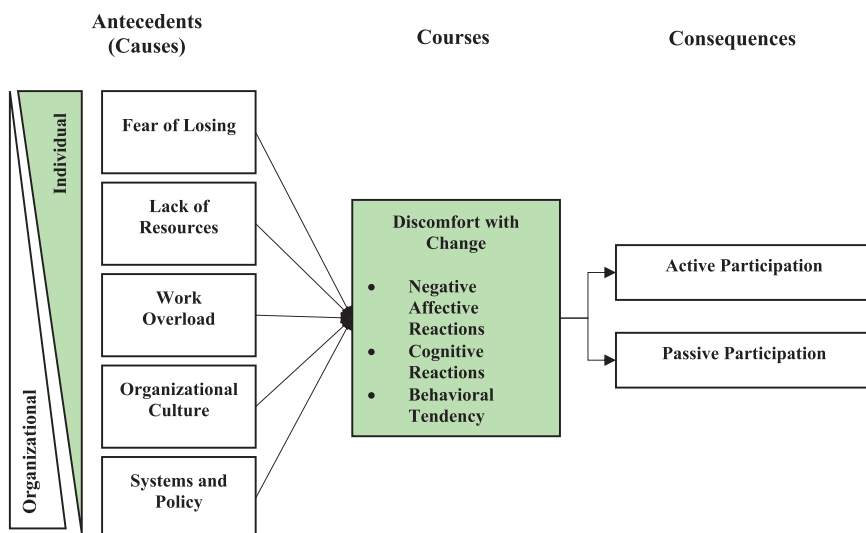 Antecedents
(Causes)
Courses
Consequences
Individual
Organizational
Fear of Losing
Lack of
Resources
Work
Overload
Organizational
Culture
Systems and
Policy
Discomfort with
Change
• Negative
Affective
Reactions
• Cognitive
Reactions
• Behavioral
Tendency
Active Participation
Passive Participation